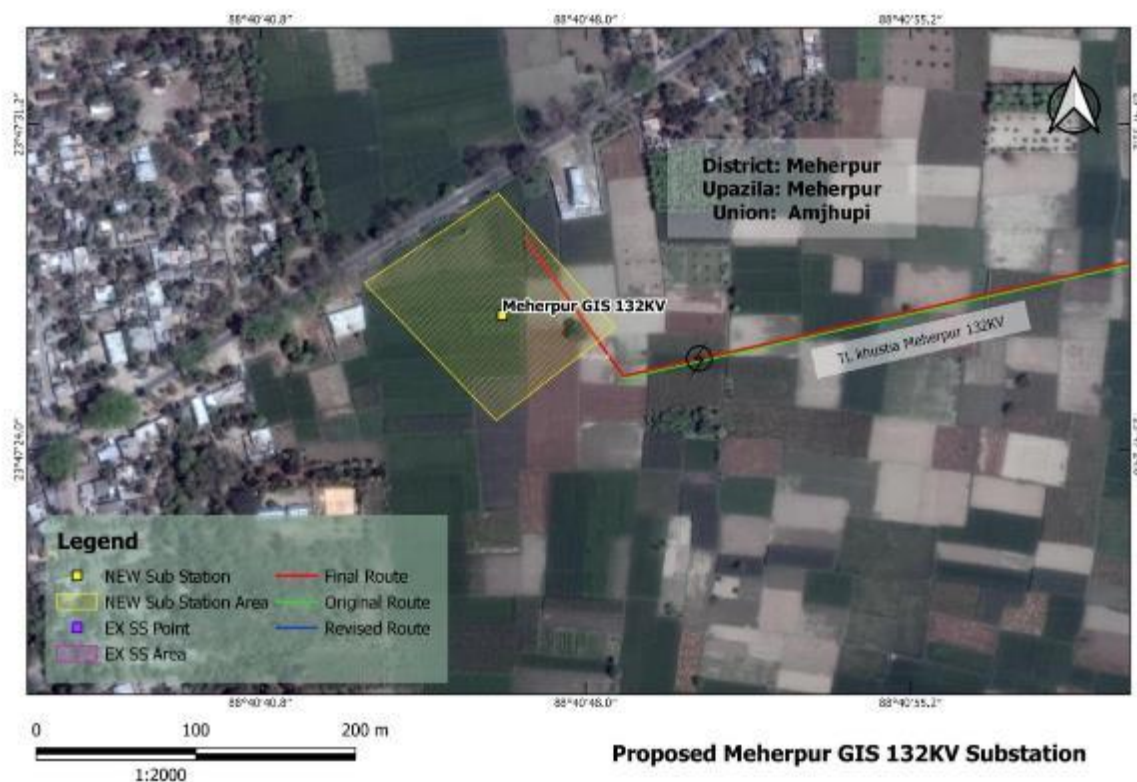 88°40'40.8"
88°40'48.0"
88°40'55.2"
23°47'31.2"
District: Meherpur
Upazila: Meherpur
Union: Amjhupi
Meherpur GIS 132KV
TL khustia Meherpur 132KV
23°47'24.0"
Legend
NEW Sub Station
Final Route
NEW Sub Station Area
Original Route
EX SS Point
Revised Route
EX SS Area
88°40'40.8"
88°40'48.0"
88°40'55.2"
0 100 200 m
1:2000
Proposed Meherpur GIS 132KV Substation